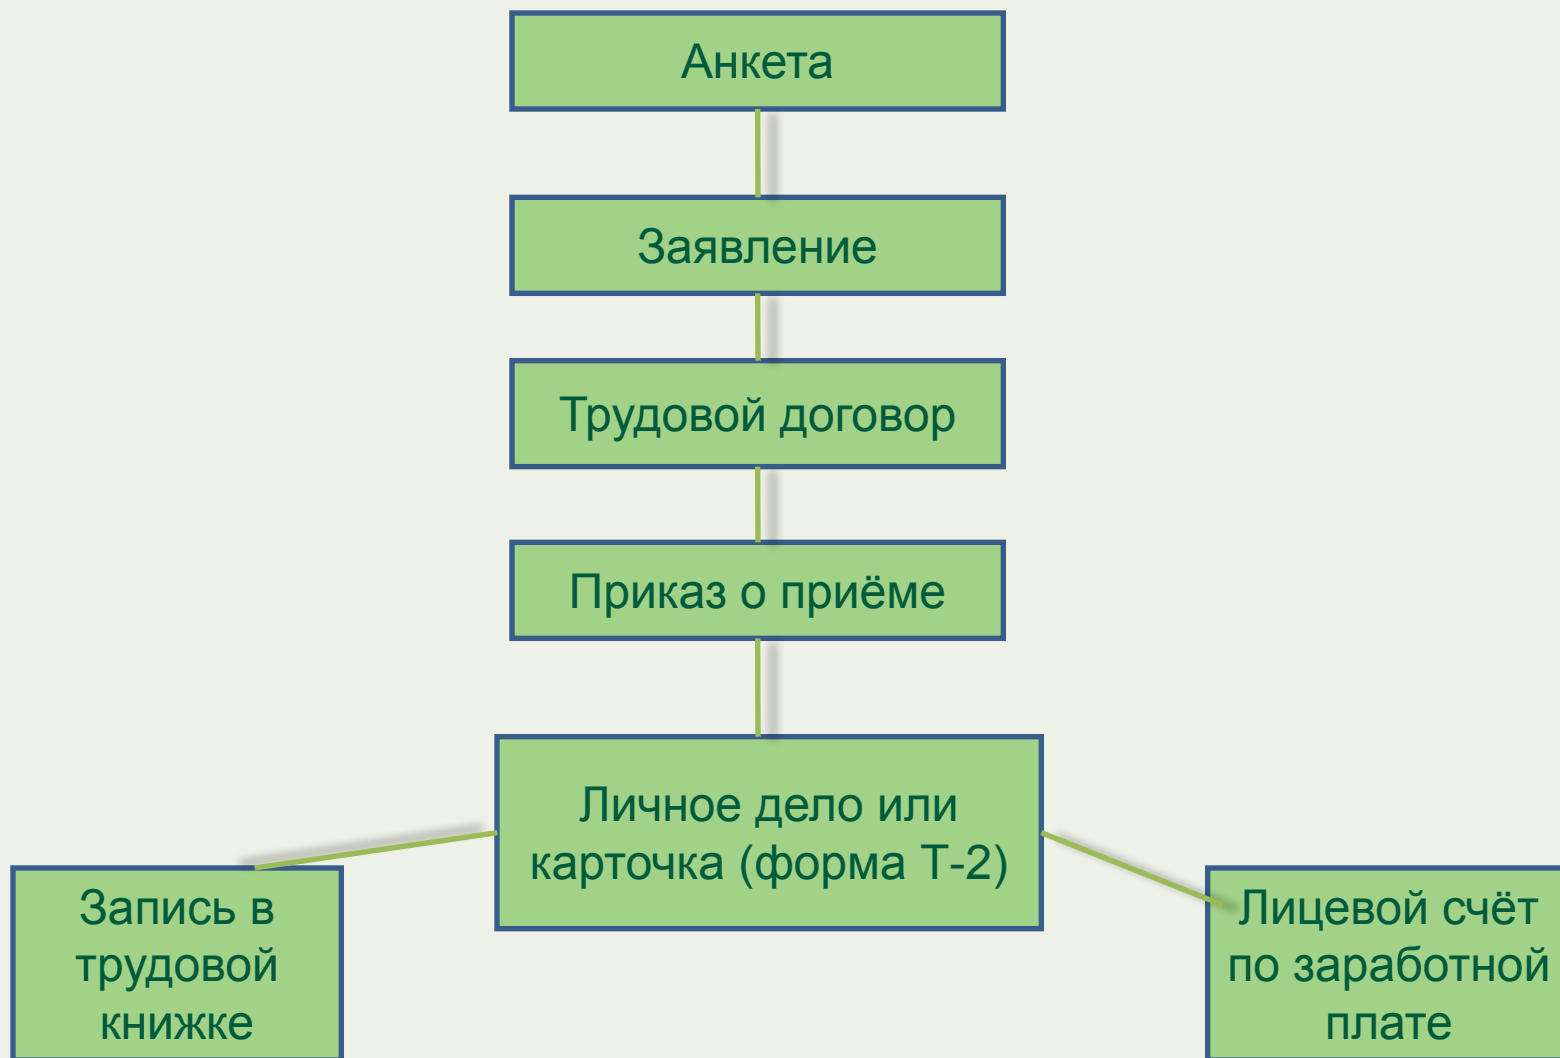 Анкета
Заявление
Трудовой договор
Приказ о приёме
Личное дело или
карточка (форма Т-2)
Запись в
трудовой
книжке
Лицевой счёт
по заработной
плате